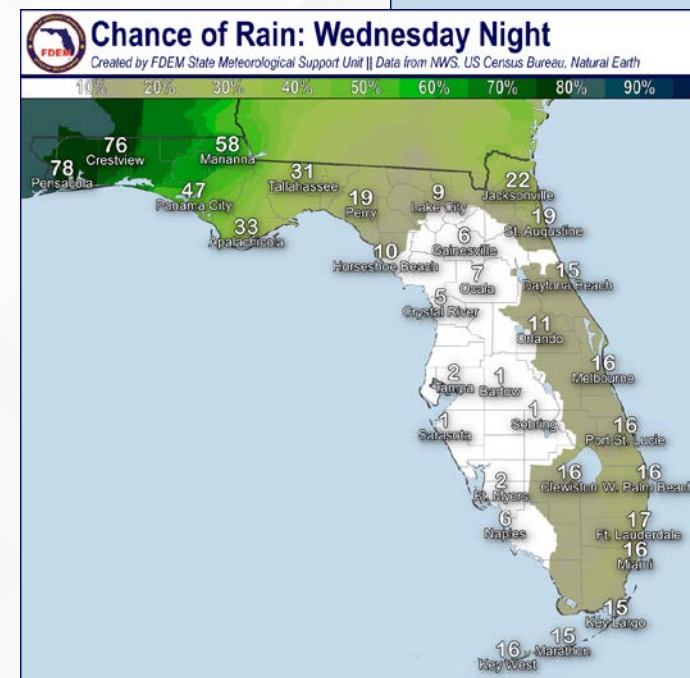 FDEM
Chance of Rain: Wednesday Night
Created by FDEM State Meteorological Support Unit || Data from NWS, US Census Bureau, Natural Earth
10% 20% 30% 40% 50% 60% 70% 80% 90%
76
Crestview
58
Marianna
78
Pensacola
31
Tallahassee
22
Jacksonville
47
Panama City
19
Perry
9
Lake City
19
St. Augustine
33
Apalachicola
6
Gainesville
10
Horseshoe Beach
7
Ocala
15
Daytona Beach
5
Crystal River
11
Orlando
2
Tampa
1
Bartow
16
Melbourne
1
Sarasota
1
Sebring
16
Port St. Lucie
2
Ft. Myers
16
Clewiston
16
W. Palm Beach
6
Naples
17
Ft. Lauderdale
16
Miami
15
Key Largo
15
Marathon
16
Key West